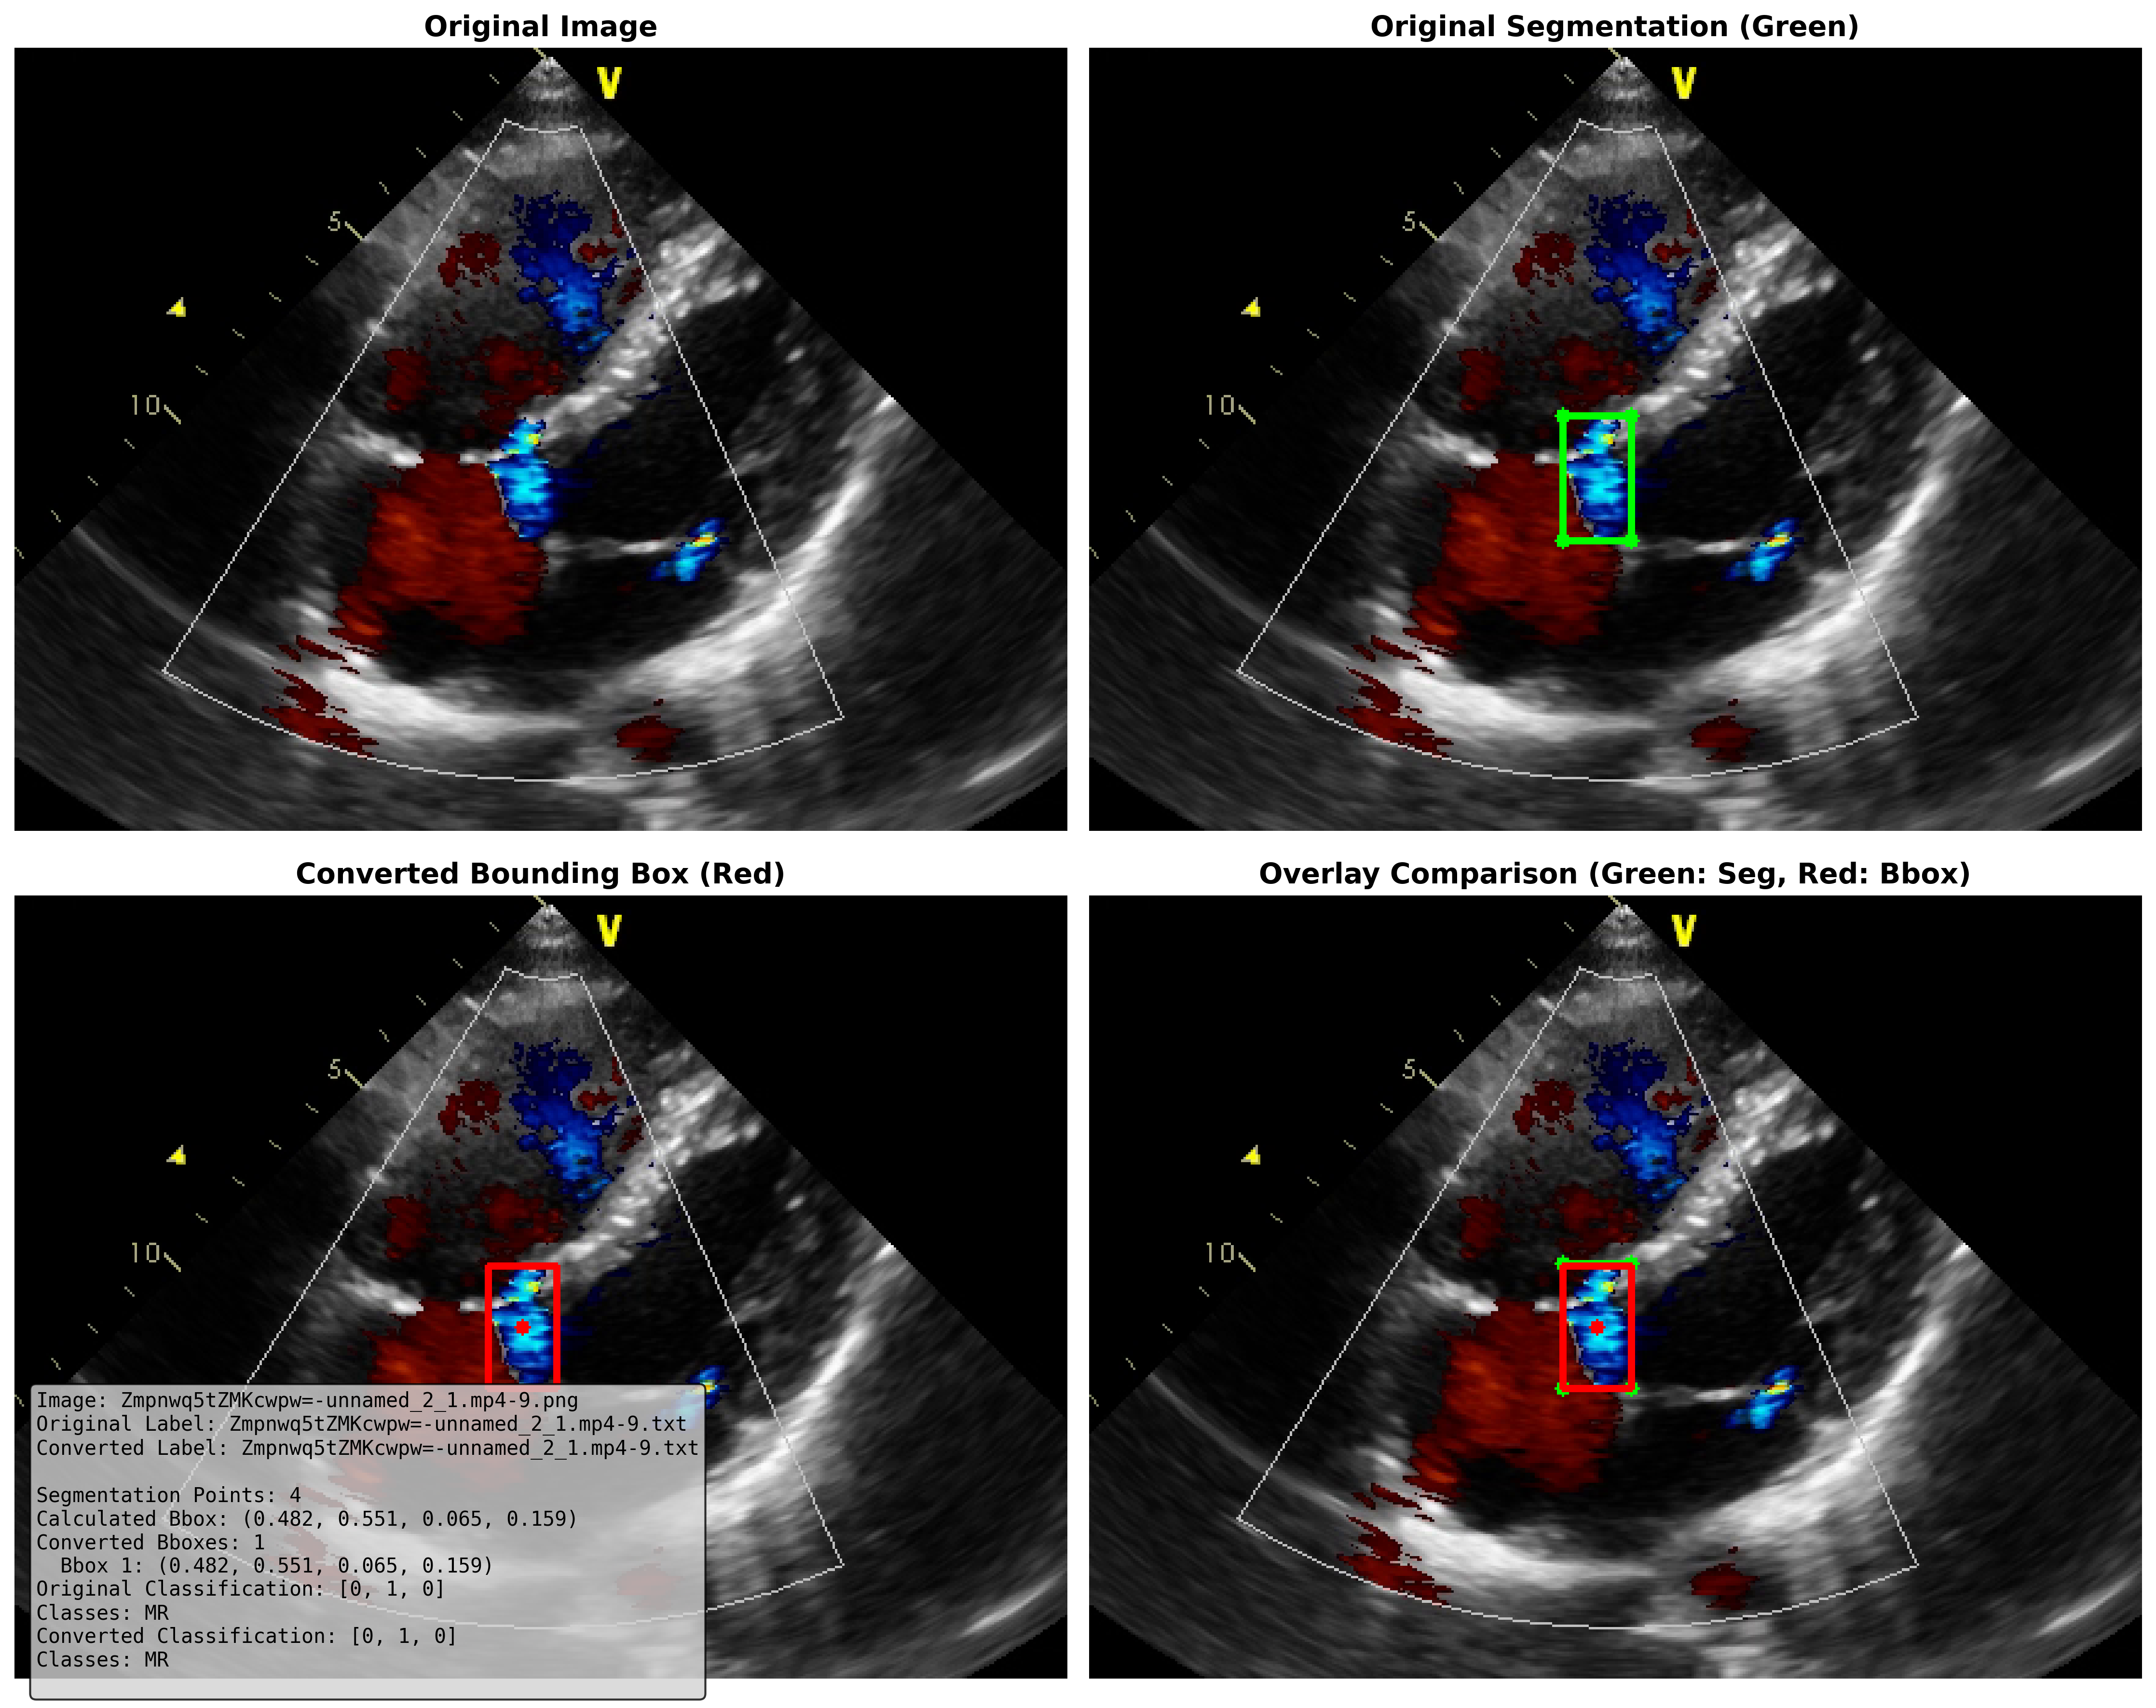 Original Image
Original Segmentation (Green)
V
5
10
V
5
10
Converted Bounding Box (Red)
Overlay Comparison (Green: Seg, Red: Bbox)
V
5
10
V
5
10
Image: Zmpnwq5tZMKcwpw=-unnamed_2_1.mp4-9.png
Original Label: Zmpnwq5tZMKcwpw=-unnamed_2_1.mp4-9.txt
Converted Label: Zmpnwq5tZMKcwpw=-unnamed_2_1.mp4-9.txt
Segmentation Points: 4
Calculated Bbox: (0.482, 0.551, 0.065, 0.159)
Converted Bboxes: 1
Bbox 1: (0.482, 0.551, 0.065, 0.159)
Original Classification: [0, 1, 0]
Classes: MR
Converted Classification: [0, 1, 0]
Classes: MR